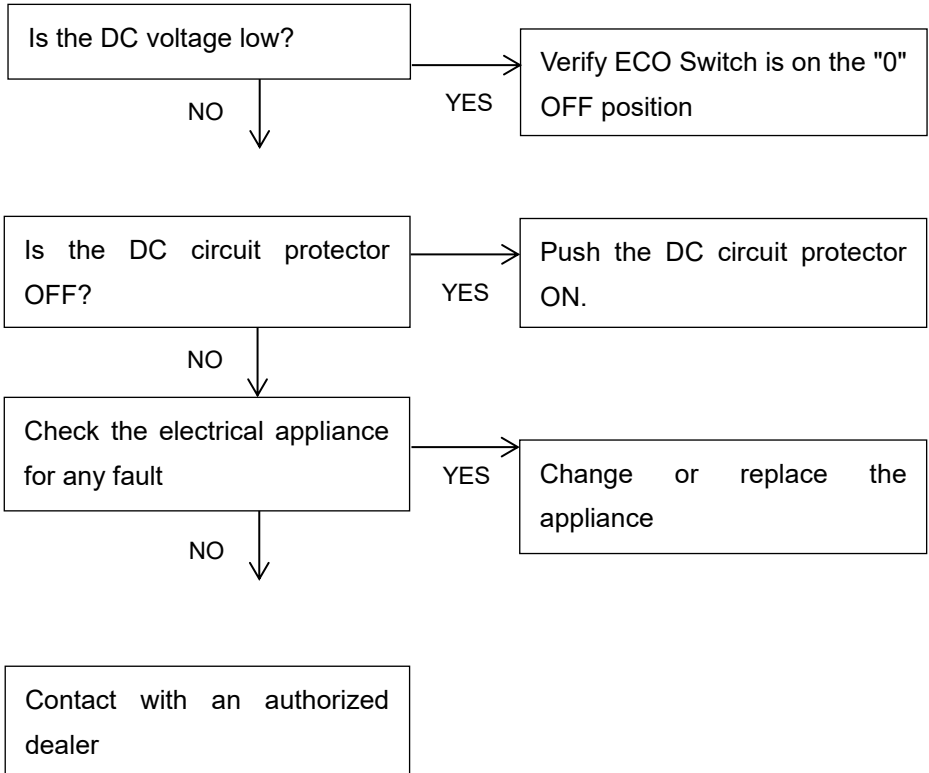 Is the DC voltage low?
Verify ECO Switch is on the "0"
OFF position
NO
YES
Is the DC circuit protector
OFF?
Push the DC circuit protector
ON.
YES
NO
Check the electrical appliance
for any fault
YES
Change or replace the
appliance
NO
Contact with an authorized
dealer